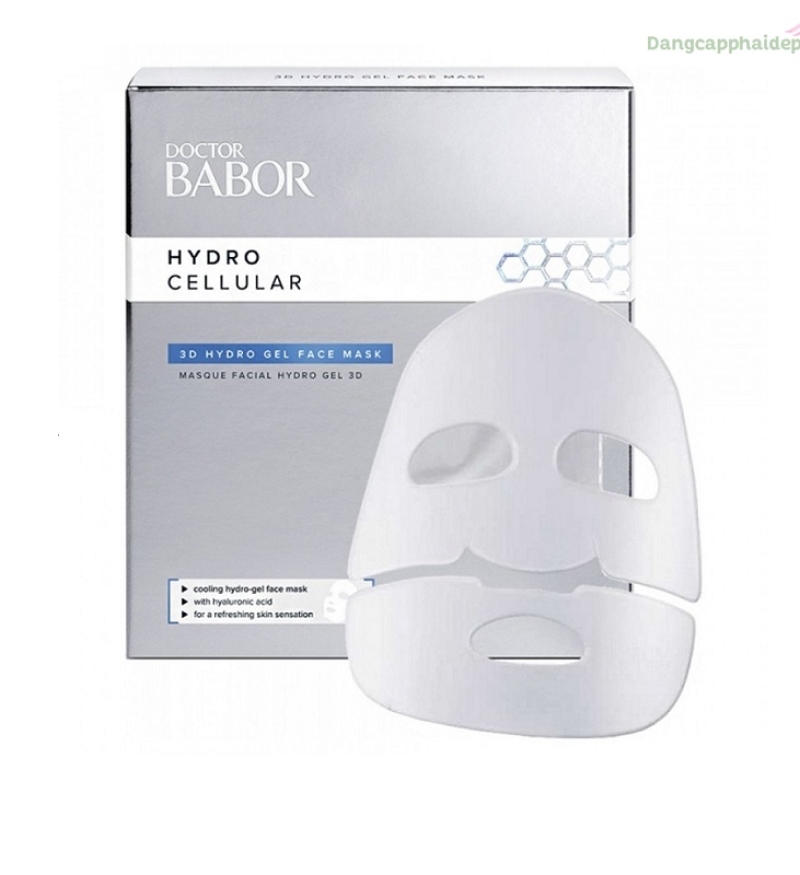 Dangcapphaidep
3D HYDRO GEL FACE MASK
DOCTOR
BABOR
HYDRO
CELLULAR
3D HYDRO GEL FACE MASK
MASQUE FACIAL HYDRO GEL 3D
cooling hydro-gel face mask
with hyaluronic acid
for a refreshing skin sensation